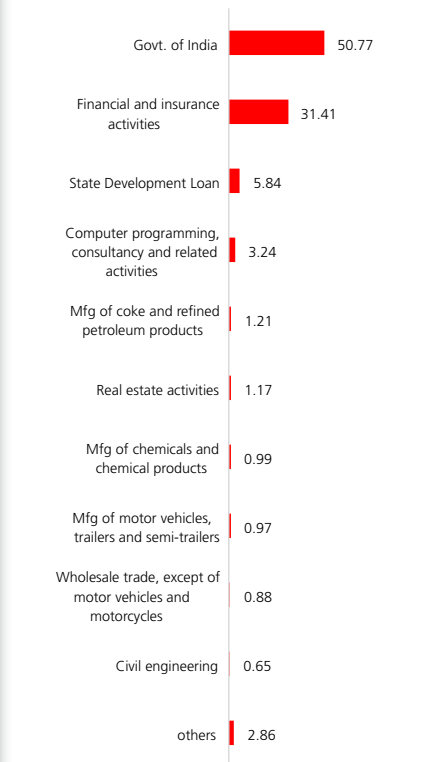 Govt. of India 50.77
Financial and insurance
activities 31.41
State Development Loan 5.84
Computer programming,
consultancy and related
activities 3.24
Mfg of coke and refined
petroleum products 1.21
Real estate activities 1.17
Mfg of chemicals and
chemical products 0.99
Mfg of motor vehicles,
trailers and semi-trailers 0.97
Wholesale trade, except of
motor vehicles and
motorcycles 0.88
Civil engineering 0.65
others 2.86